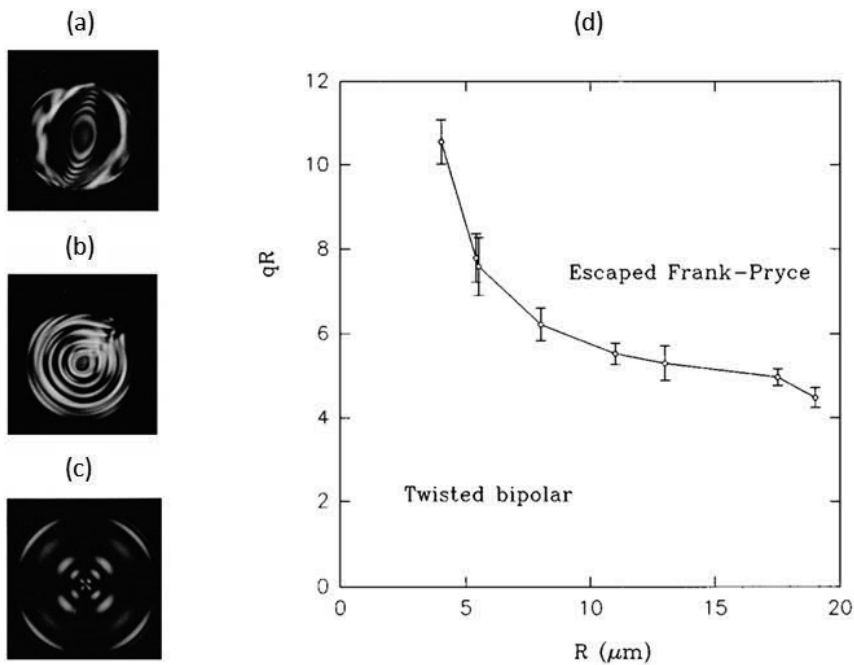 (a)
(b)
(c)
(d)
12
10
8
6
4
2
0
qR
Escaped Frank-Pryce
Twisted bipolar
0
5
10
15
20
R (μm)